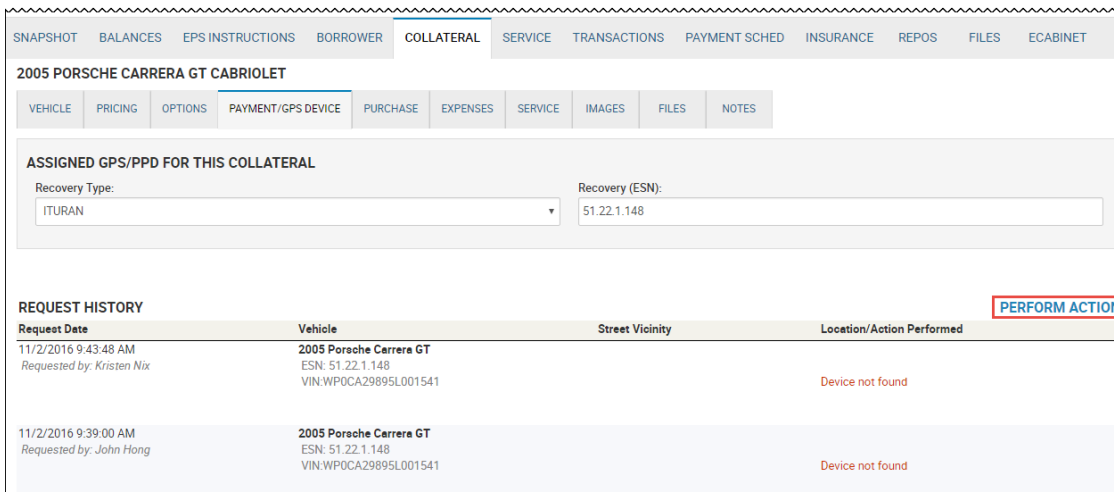 SNAPSHOT BALANCES EPS INSTRUCTIONS BORROWER COLLATERAL SERVICE TRANSACTIONS PAYMENT SCHED INSURANCE REPOS FILES ECABINET
2005 PORSCHE CARRERA GT CABRIOLET
VEHICLE PRICING OPTIONS PAYMENT/GPS DEVICE PURCHASE EXPENSES SERVICE IMAGES FILES NOTES
ASSIGNED GPS/PPD FOR THIS COLLATERAL
Recovery Type: Recovery (ESN):
ITURAN 51.22.1.148
REQUEST HISTORY PERFORM ACTION
Request Date Vehicle Street Vicinity Location/Action Performed
11/2/2016 9:43:48 AM 2005 Porsche Carrera GT
Requested by: Kristen Nix ESN: 51.22.1.148
VIN:WP0CA29895L001541 Device not found
11/2/2016 9:39:00 AM 2005 Porsche Carrera GT
Requested by: John Hong ESN: 51.22.1.148
VIN:WP0CA29895L001541 Device not found